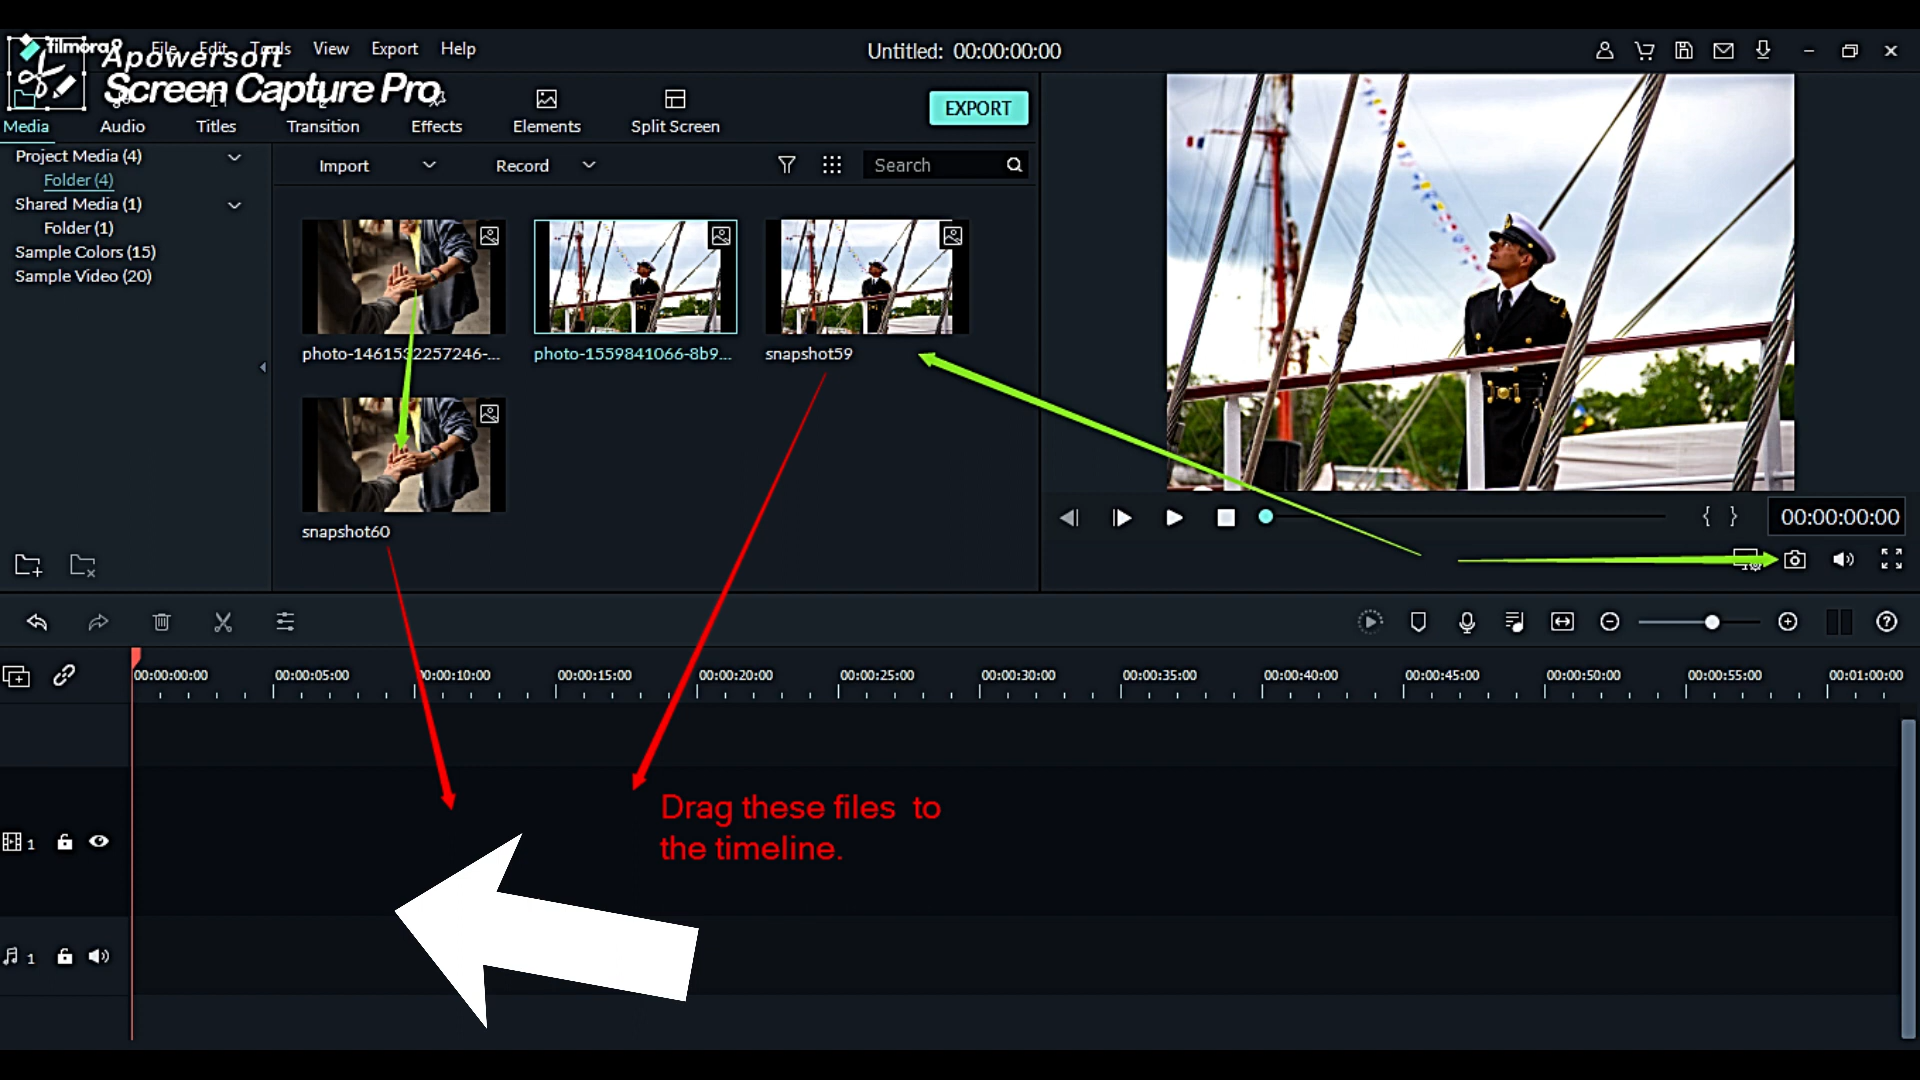 filmora9 File Edit Tools View Export Help Untitled: 00:00:00:00
Apowersoft
Screen Capture Pro
EXPORT
Media Audio Titles Transition Effects Elements Split Screen
Project Media (4)
Folder (4)
Shared Media (1)
Folder (1)
Sample Colors (15)
Sample Video (20)
Import Record Search
photo-1461532257246-... photo-1559841066-8b9... snapshot59
snapshot60
00:00:00:00
00:00:00:00 00:00:05:00 00:00:10:00 00:00:15:00 00:00:20:00 00:00:25:00 00:00:30:00 00:00:35:00 00:00:40:00 00:00:45:00 00:00:50:00 00:00:55:00 00:01:00:00
Drag these files to
the timeline.
1
1